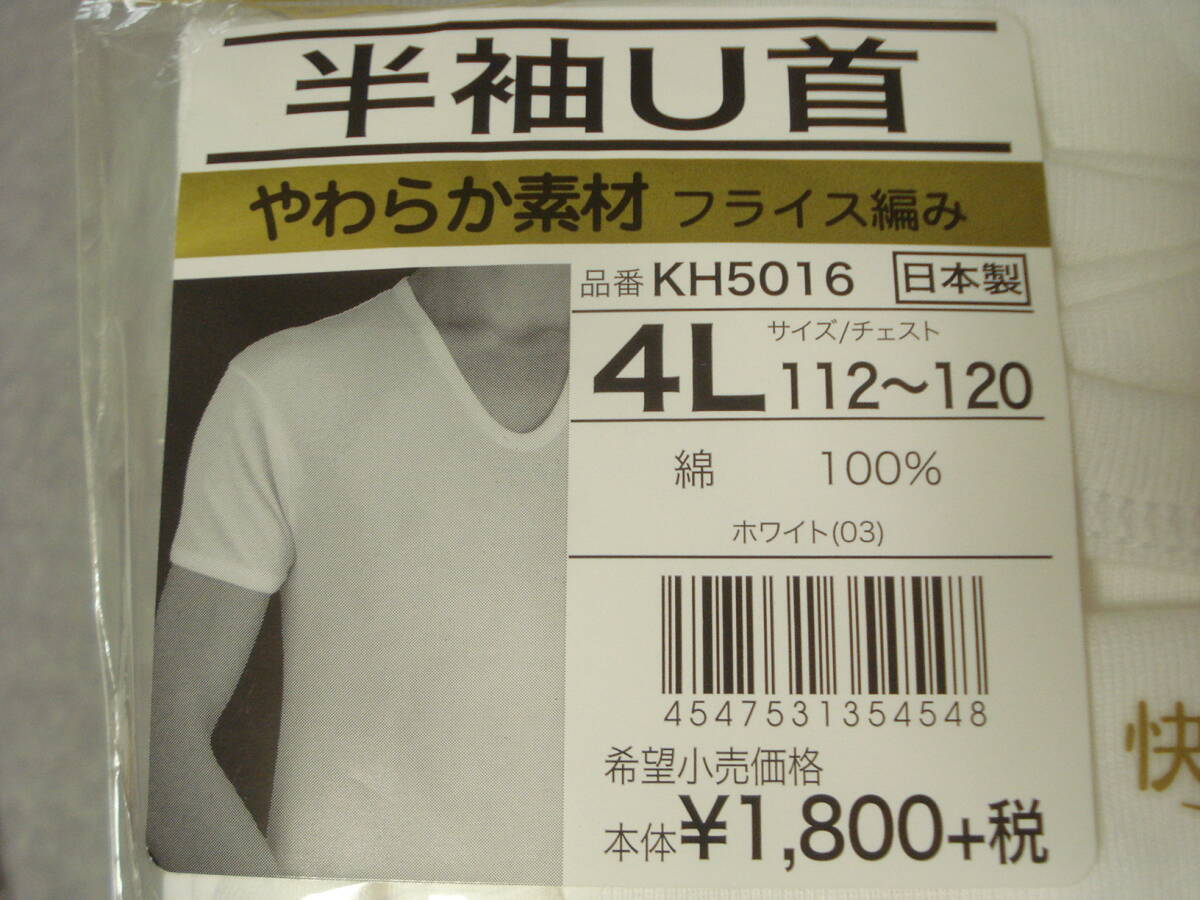 半袖U首
やわらか素材 フライス編み
品番 KH5016 日本製
サイズ/チェスト
4L 112～120
綿 100%
ホワイト(03)
4547531354548
希望小売価格
本体¥1,800+税
快